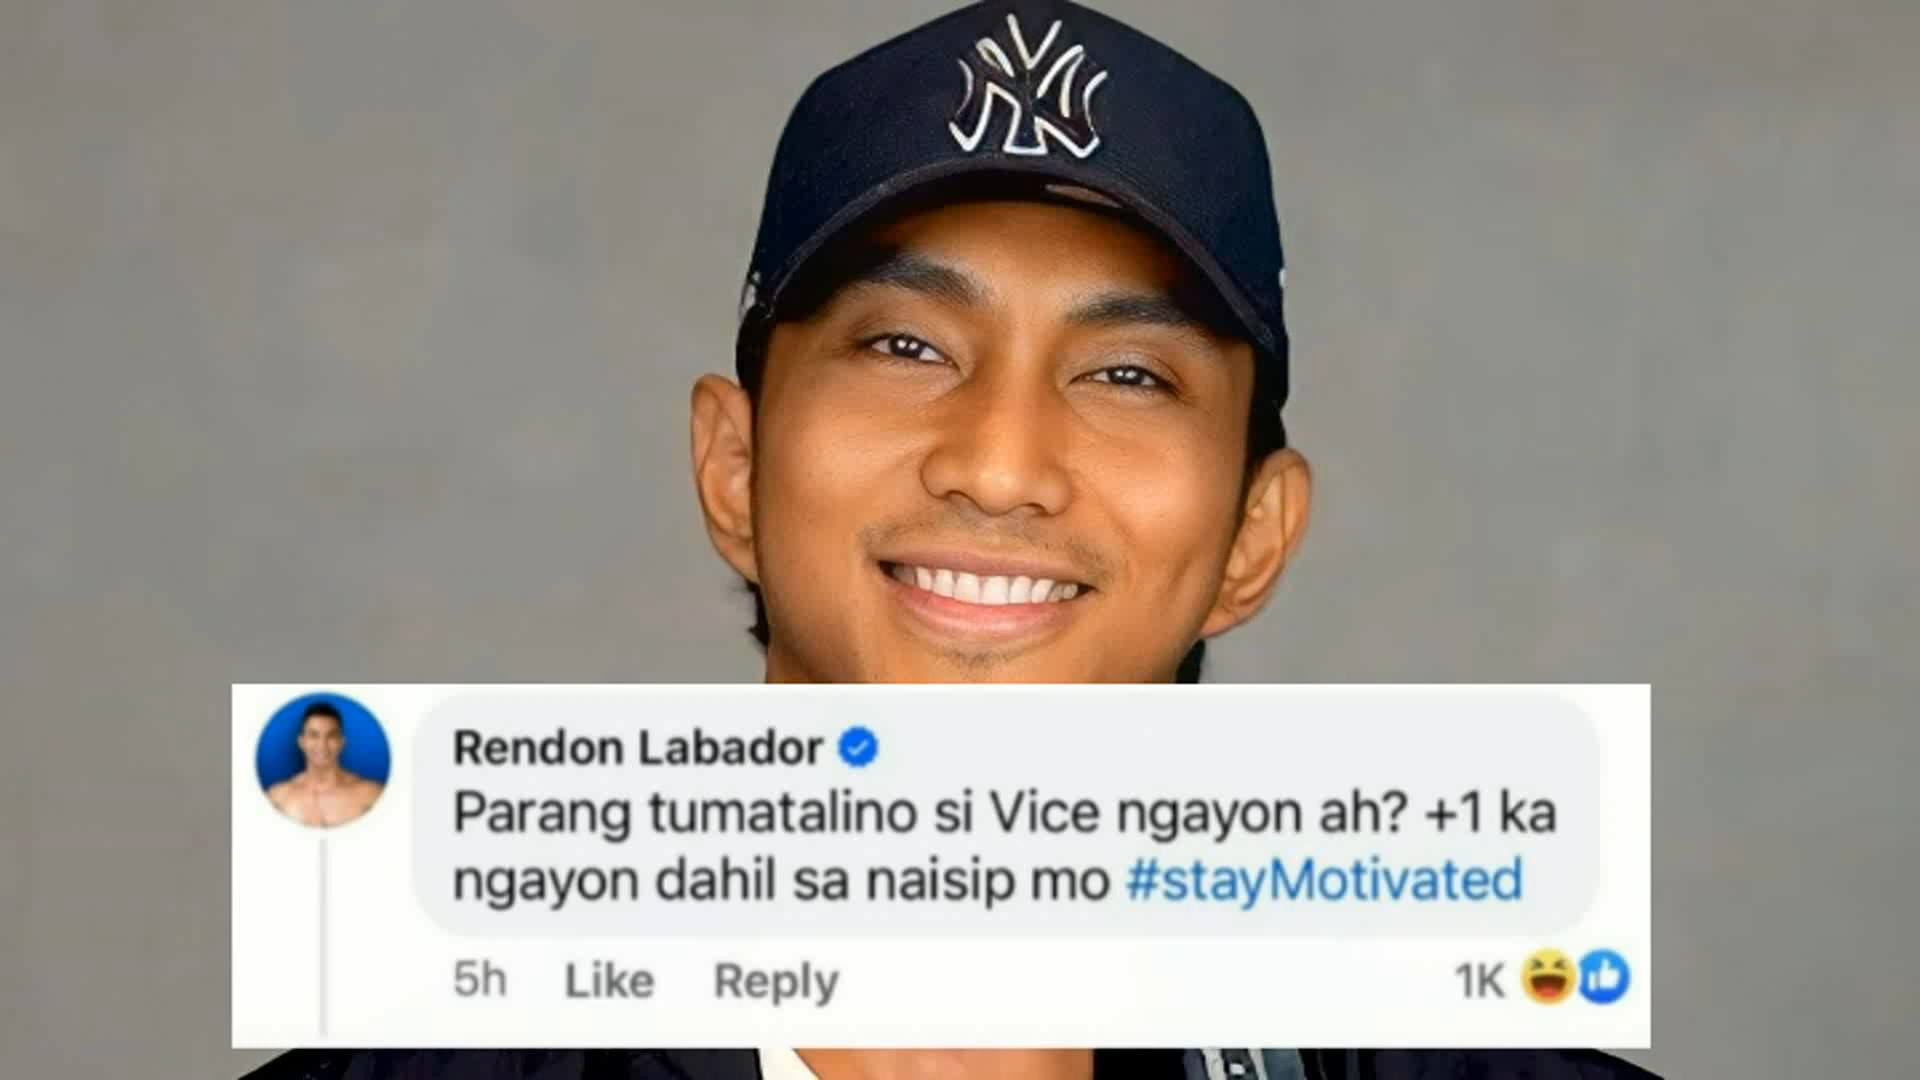 NY
Rendon Labador
Parang tumatalino si Vice ngayon ah? +1 ka
ngayon dahil sa naisip mo #stayMotivated
5h Like Reply 1K